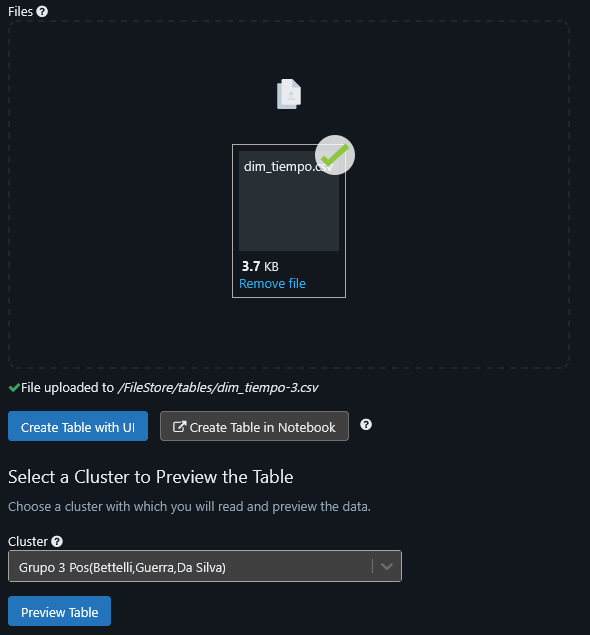 Files
dim_tiempo.csv
3.7 KB
Remove file
File uploaded to /FileStore/tables/dim_tiempo-3.csv
Create Table with UI
Create Table in Notebook
Select a Cluster to Preview the Table
Choose a cluster with which you will read and preview the data.
Cluster
Grupo 3 Pos(Bettelli,Guerra,Da Silva)
Preview Table